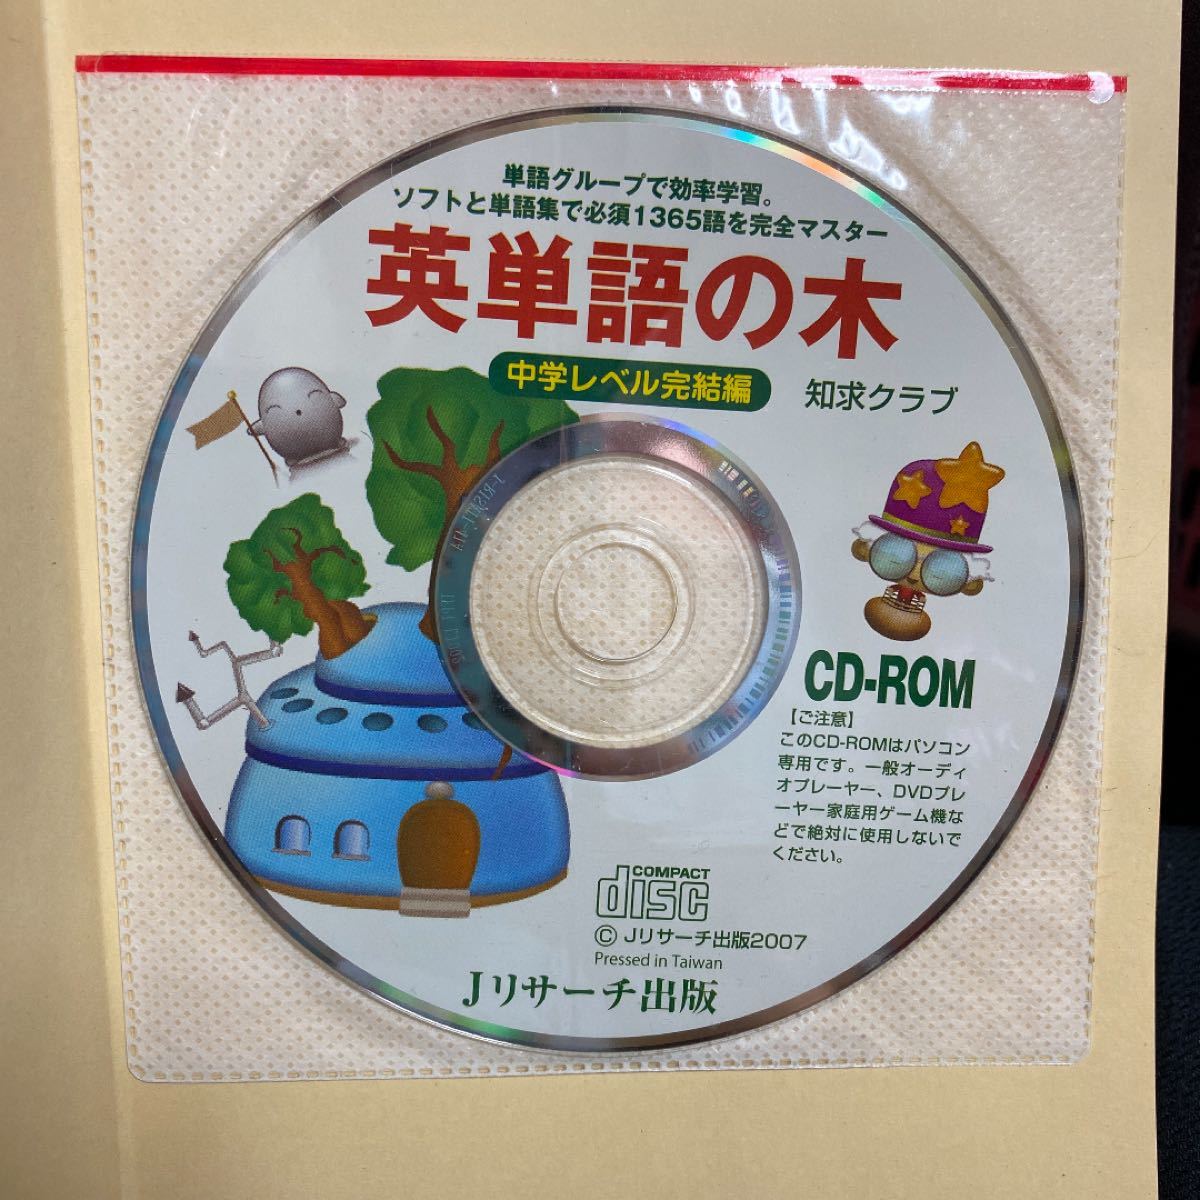 単語グループで効率学習。
ソフトと単語集で必須1365語を完全マスター
英単語の木
中学レベル完結編
知求クラブ
CD-ROM
【ご注意】
このCD-ROMはパソコン
専用です。一般オーディ
オプレーヤー、DVDプレ
ーヤー家庭用ゲーム機な
どで絶対に使用しないで
ください。
COMPACT
disc
© Jリサーチ出版2007
Pressed in Taiwan
Jリサーチ出版